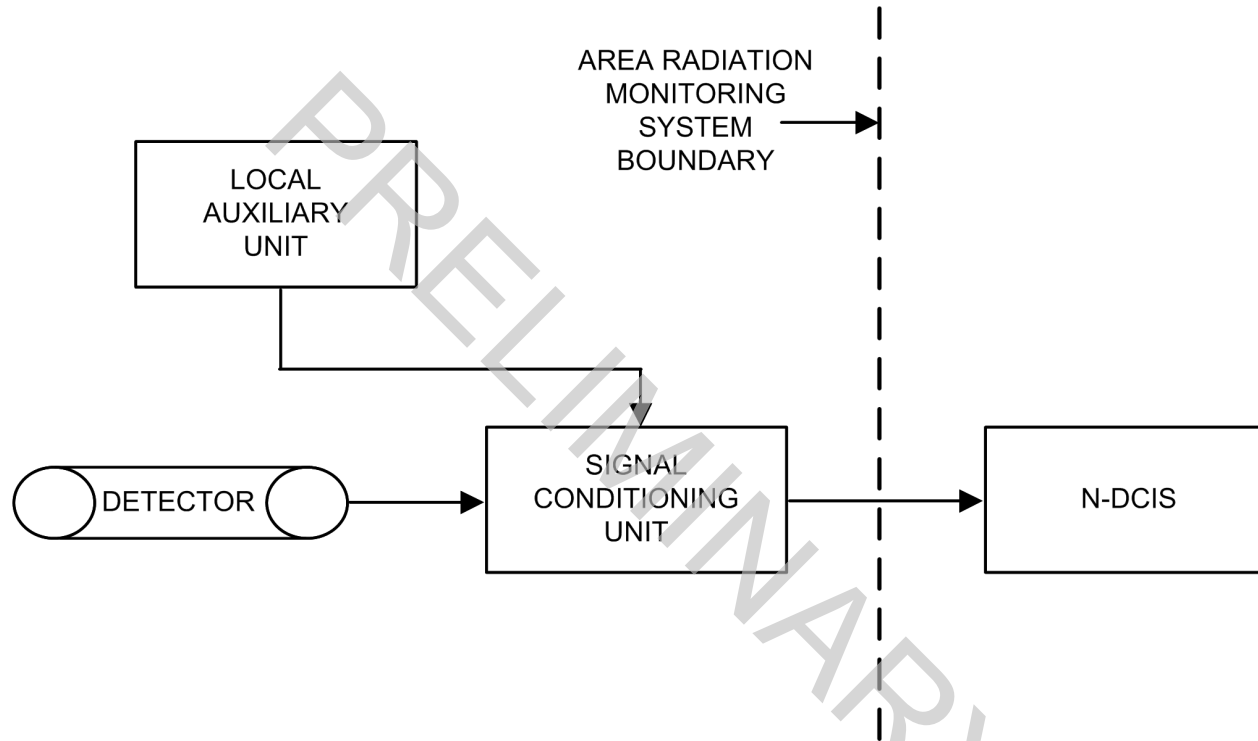 AREA RADIATION
MONITORING
SYSTEM
BOUNDARY
LOCAL
AUXILIARY
UNIT
DETECTOR
SIGNAL
CONDITIONING
UNIT
N-DCIS
PRELIMINARY